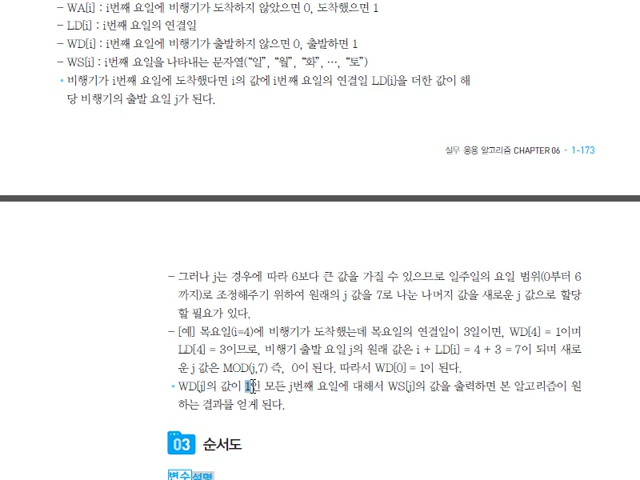 - WA[i] : i번째 요일에 비행기가 도착하지 않았으면 0, 도착했으면 1
- LD[i] : i번째 요일의 연결일
- WD[i] : i번째 요일에 비행기가 출발하지 않으면 0, 출발하면 1
- WS[i] : i번째 요일을 나타내는 문자열("일", "월", "화", …, "토")
• 비행기가 i번째 요일에 도착했다면 i의 값에 i번째 요일의 연결일 LD[i]을 더한 값이 해
당 비행기의 출발 요일 j가 된다.
실무 응용 알고리즘 CHAPTER 06 • 1-173
- 그러나 j는 경우에 따라 6보다 큰 값을 가질 수 있으므로 일주일의 요일 범위(0부터 6
까지)로 조정해주기 위하여 원래의 j 값을 7로 나눈 나머지 값을 새로운 j 값으로 할당
할 필요가 있다.
- [예] 목요일(i=4)에 비행기가 도착했는데 목요일의 연결일이 3일이면, WD[4] = 1이며
LD[4] = 3이므로, 비행기 출발 요일 j의 원래 값은 i + LD[i] = 4 + 3 = 7이 되며 새로
운 j 값은 MOD(j,7) 즉, 0이 된다. 따라서 WD[0] = 1이 된다.
• WD[j]의 값이 1인 모든 j번째 요일에 대해서 WS[j]의 값을 출력하면 본 알고리즘이 원
하는 결과를 얻게 된다.
03 순서도
변수설명